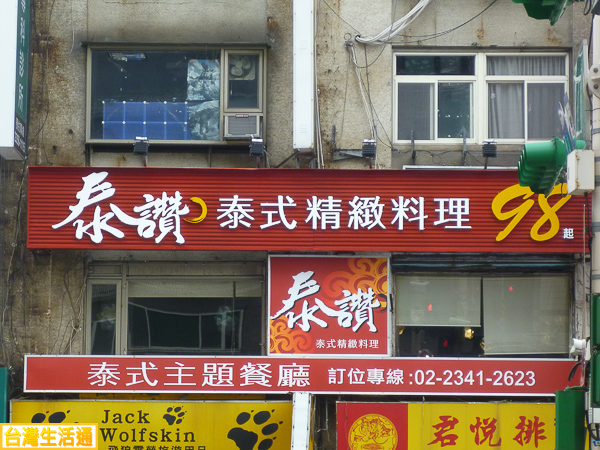 泰讚 泰式精緻料理 98起
泰讚
泰式精緻料理
泰式主題餐廳 訂位專線:02-2341-2623
Jack
Wolfskin
君悅排
台灣生活通